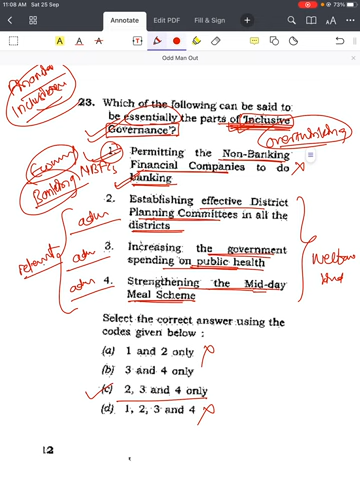 11:08 AM Sat 25 Sep
73%
Annotate
Edit PDF
Fill & Sign
Odd Man Out
Inclusion
23. Which of the following can be said to
be essentially the parts of 'Inclusive
Governance'?
overwhelming
1. Permitting the Non-Banking
Financial Companies to do
banking
Banking
NBFCs
2. Establishing effective District
Planning Committees in all the
districts
adm
3. Increasing the government
spending on public health
adm
4. Strengthening the Mid-day
Meal Scheme
adm
Welfare
Select the correct answer using the
codes given below :
(a) 1 and 2 only
(b) 3 and 4 only
(c) 2, 3 and 4 only
(d) 1, 2, 3 and 4
12